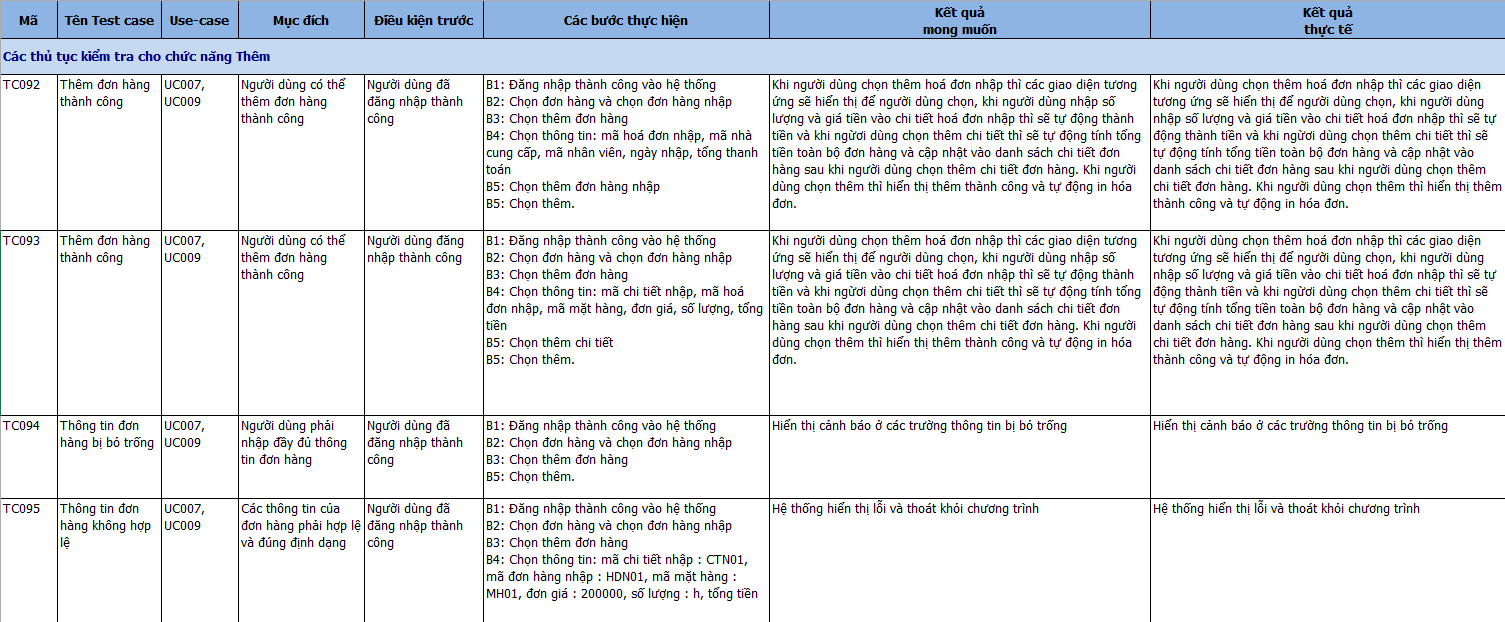 Mã
Tên Test case
Use-case
Mục đích
Điều kiện trước
Các bước thực hiện
Kết quả
mong muốn
Kết quả
thực tế
Các thủ tục kiểm tra cho chức năng Thêm
TC092
Thêm đơn hàng
thành công
UC007,
UC009
Người dùng có thể
thêm đơn hàng
thành công
Người dùng đã
đăng nhập thành
công
B1: Đăng nhập thành công vào hệ thống
B2: Chọn đơn hàng và chọn đơn hàng nhập
B3: Chọn thêm đơn hàng
B4: Chọn thông tin: mã hoá đơn nhập, mã nhà
cung cấp, mã nhân viên, ngày nhập, tổng thanh
toán
B5: Chọn thêm đơn hàng nhập
B5: Chọn thêm.
Khi người dùng chọn thêm hoá đơn nhập thì các giao diện tương
ứng sẽ hiển thị để người dùng chọn, khi người dùng nhập số
lượng và giá tiền vào chi tiết hoá đơn nhập thì sẽ tự động thành
tiền và khi người dùng chọn thêm chi tiết thì sẽ tự động tính tổng
tiền toàn bộ đơn hàng và cập nhật vào danh sách chi tiết đơn
hàng sau khi người dùng chọn thêm chi tiết đơn hàng. Khi người
dùng chọn thêm thì hiển thị thêm thành công và tự động in hóa
đơn.
Khi người dùng chọn thêm hoá đơn nhập thì các giao diện
tương ứng sẽ hiển thị để người dùng chọn, khi người dùng
nhập số lượng và giá tiền vào chi tiết hoá đơn nhập thì sẽ tự
động thành tiền và khi người dùng chọn thêm chi tiết thì sẽ
tự động tính tổng tiền toàn bộ đơn hàng và cập nhật vào
danh sách chi tiết đơn hàng sau khi người dùng chọn thêm
chi tiết đơn hàng. Khi người dùng chọn thêm thì hiển thị thêm
thành công và tự động in hóa đơn.
TC093
Thêm đơn hàng
thành công
UC007,
UC009
Người dùng có thể
thêm đơn hàng
thành công
Người dùng đăng
nhập thành công
B1: Đăng nhập thành công vào hệ thống
B2: Chọn đơn hàng và chọn đơn hàng nhập
B3: Chọn thêm đơn hàng
B4: Chọn thông tin: mã chi tiết nhập, mã hoá
đơn nhập, mã mặt hàng, đơn giá, số lượng, tổng
tiền
B5: Chọn thêm chi tiết
B5: Chọn thêm.
Khi người dùng chọn thêm hoá đơn nhập thì các giao diện tương
ứng sẽ hiển thị để người dùng chọn, khi người dùng nhập số
lượng và giá tiền vào chi tiết hoá đơn nhập thì sẽ tự động thành
tiền và khi người dùng chọn thêm chi tiết thì sẽ tự động tính tổng
tiền toàn bộ đơn hàng và cập nhật vào danh sách chi tiết đơn
hàng sau khi người dùng chọn thêm chi tiết đơn hàng. Khi người
dùng chọn thêm thì hiển thị thêm thành công và tự động in hóa
đơn.
Khi người dùng chọn thêm hoá đơn nhập thì các giao diện
tương ứng sẽ hiển thị để người dùng chọn, khi người dùng
nhập số lượng và giá tiền vào chi tiết hoá đơn nhập thì sẽ tự
động thành tiền và khi người dùng chọn thêm chi tiết thì sẽ
tự động tính tổng tiền toàn bộ đơn hàng và cập nhật vào
danh sách chi tiết đơn hàng sau khi người dùng chọn thêm
chi tiết đơn hàng. Khi người dùng chọn thêm thì hiển thị thêm
thành công và tự động in hóa đơn.
TC094
Thông tin đơn
hàng bị bỏ trống
UC007,
UC009
Người dùng phải
nhập đầy đủ thông
tin đơn hàng
Người dùng đã
đăng nhập thành
công
B1: Đăng nhập thành công vào hệ thống
B2: Chọn đơn hàng và chọn đơn hàng nhập
B3: Chọn thêm đơn hàng
B5: Chọn thêm.
Hiển thị cảnh báo ở các trường thông tin bị bỏ trống
Hiển thị cảnh báo ở các trường thông tin bị bỏ trống
TC095
Thông tin đơn
hàng không hợp
lệ
UC007,
UC009
Các thông tin của
đơn hàng phải hợp lệ
và đúng định dạng
Người dùng đã
đăng nhập thành
công
B1: Đăng nhập thành công vào hệ thống
B2: Chọn đơn hàng và chọn đơn hàng nhập
B3: Chọn thêm đơn hàng
B4: Chọn thông tin: mã chi tiết nhập : CTN01,
mã đơn hàng nhập : HDN01, mã mặt hàng :
MH01, đơn giá : 200000, số lượng : h, tổng tiền
Hệ thống hiển thị lỗi và thoát khỏi chương trình
Hệ thống hiển thị lỗi và thoát khỏi chương trình